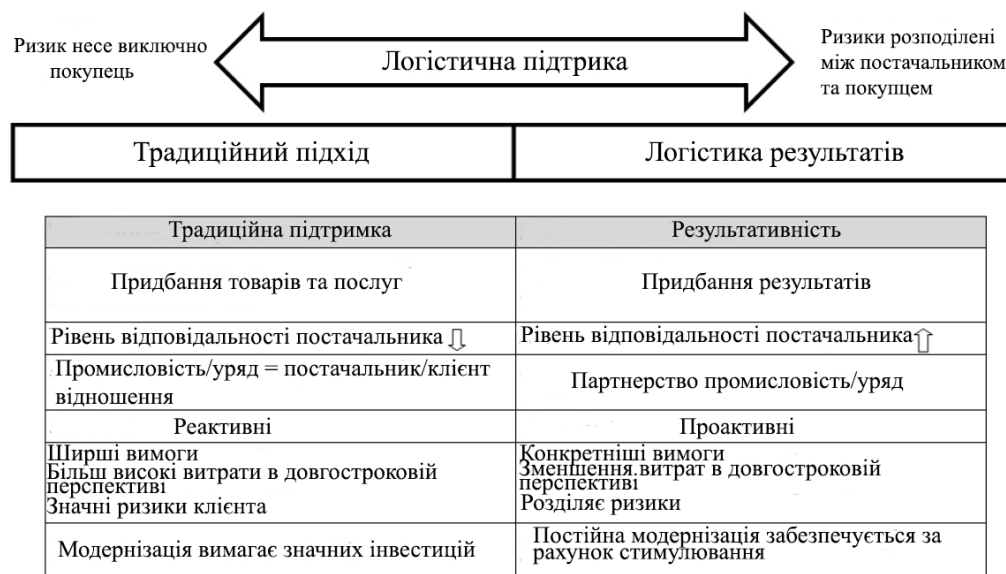 Ризик несе виключно
покупець
Логістична підтрика
Ризики розподілені
між постачальником
та покупцем
Традиційний підхід
Логістика результатів
Традиційна підтримка
Результативність
Придбання товарів та послуг
Придбання результатів
Рівень відповідальності постачальника
Рівень відповідальності постачальника
Промисловість/уряд = постачальник/клієнт
відношення
Партнерство промисловість/уряд
Реактивні
Проактивні
Ширші вимоги
Більш високі витрати в довгостроковій
перспективі
Значні ризики клієнта
Конкретніші вимоги
Зменшення витрат в довгостроковій
перспективі
Розділяє ризики
Модернізація вимагає значних інвестицій
Постійна модернізація забезпечується за
рахунок стимулювання